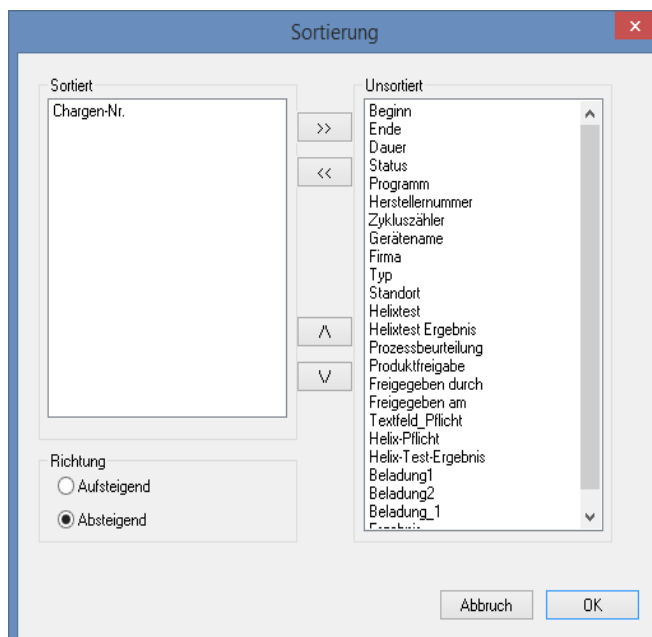 Sortierung
Sortiert
Chargen-Nr.
>>
<<
/\
\/
Richtung
Aufsteigend
Absteigend
Unsortiert
Beginn
Ende
Dauer
Status
Programm
Herstellernummer
Zykluszähler
Gerätename
Firma
Typ
Standort
Helixtest
Helixtest Ergebnis
Prozessbeurteilung
Produktfreigabe
Freigegeben durch
Freigegeben am
Textfeld_Pflicht
Helix-Pflicht
Helix-Test-Ergebnis
Beladung1
Beladung2
Beladung_1
Abbruch
OK